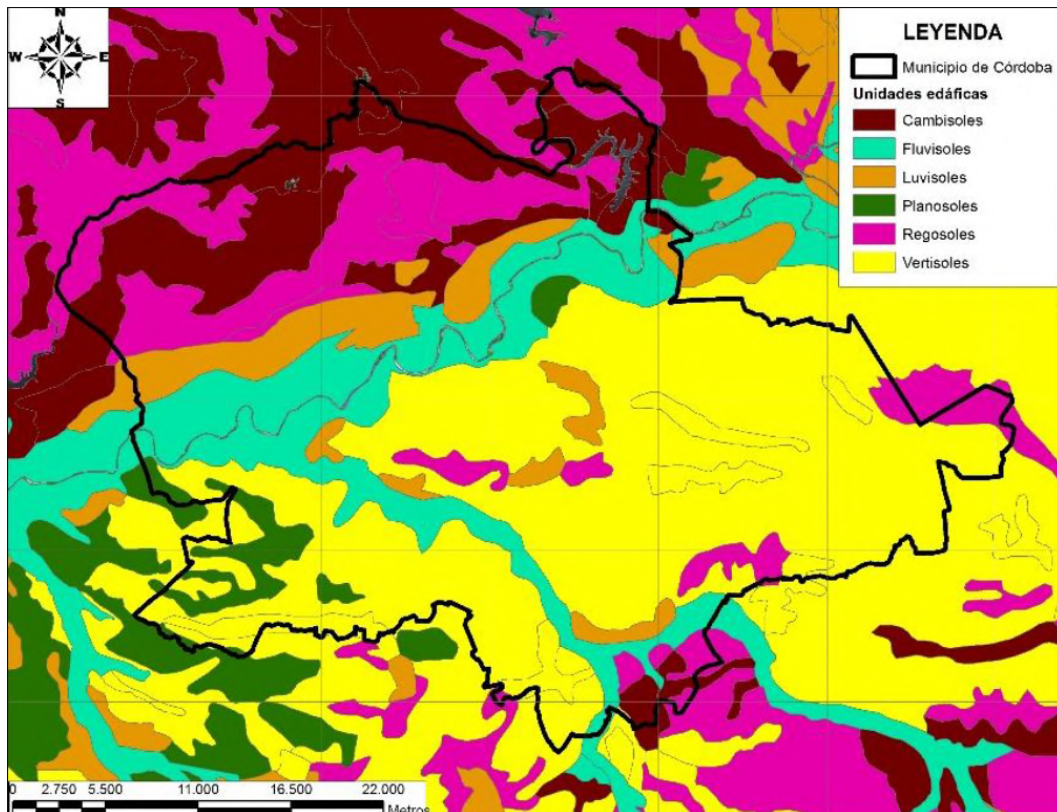 N
W E
S
LEYENDA
Municipio de Córdoba
Unidades edáficas
Cambisoles
Fluvisoles
Luvisoles
Planosoles
Regosoles
Vertisoles
0 2.750 5.500 11.000 16.500 22.000
Metros